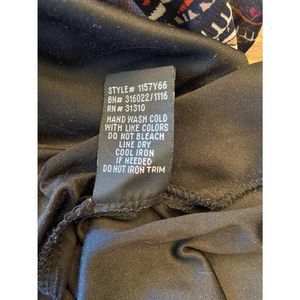 STYLE# 1157Y66
BN# 316022/1116
RN# 31310
HAND WASH COLD
WITH LIKE COLORS
DO NOT BLEACH
LINE DRY
COOL IRON
IF NEEDED
DO NOT IRON TRIM